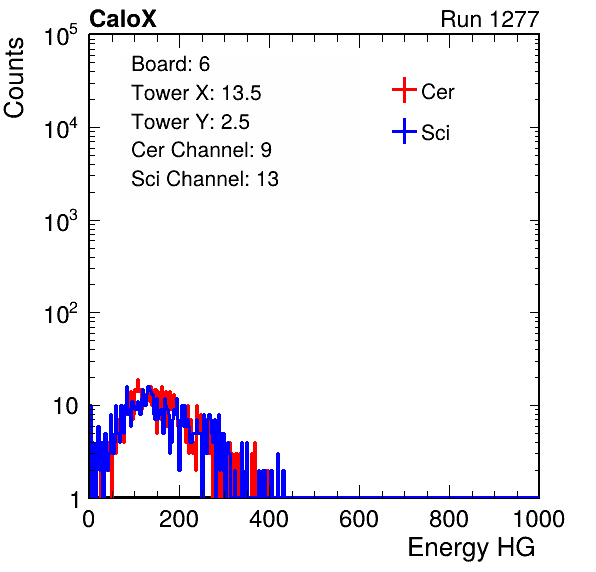 CaloX Run 1277
Counts
Board: 6
Tower X: 13.5
Tower Y: 2.5
Cer Channel: 9
Sci Channel: 13
Cer
Sci
10^5
10^4
10^3
10^2
10
1
0 200 400 600 800 1000
Energy HG